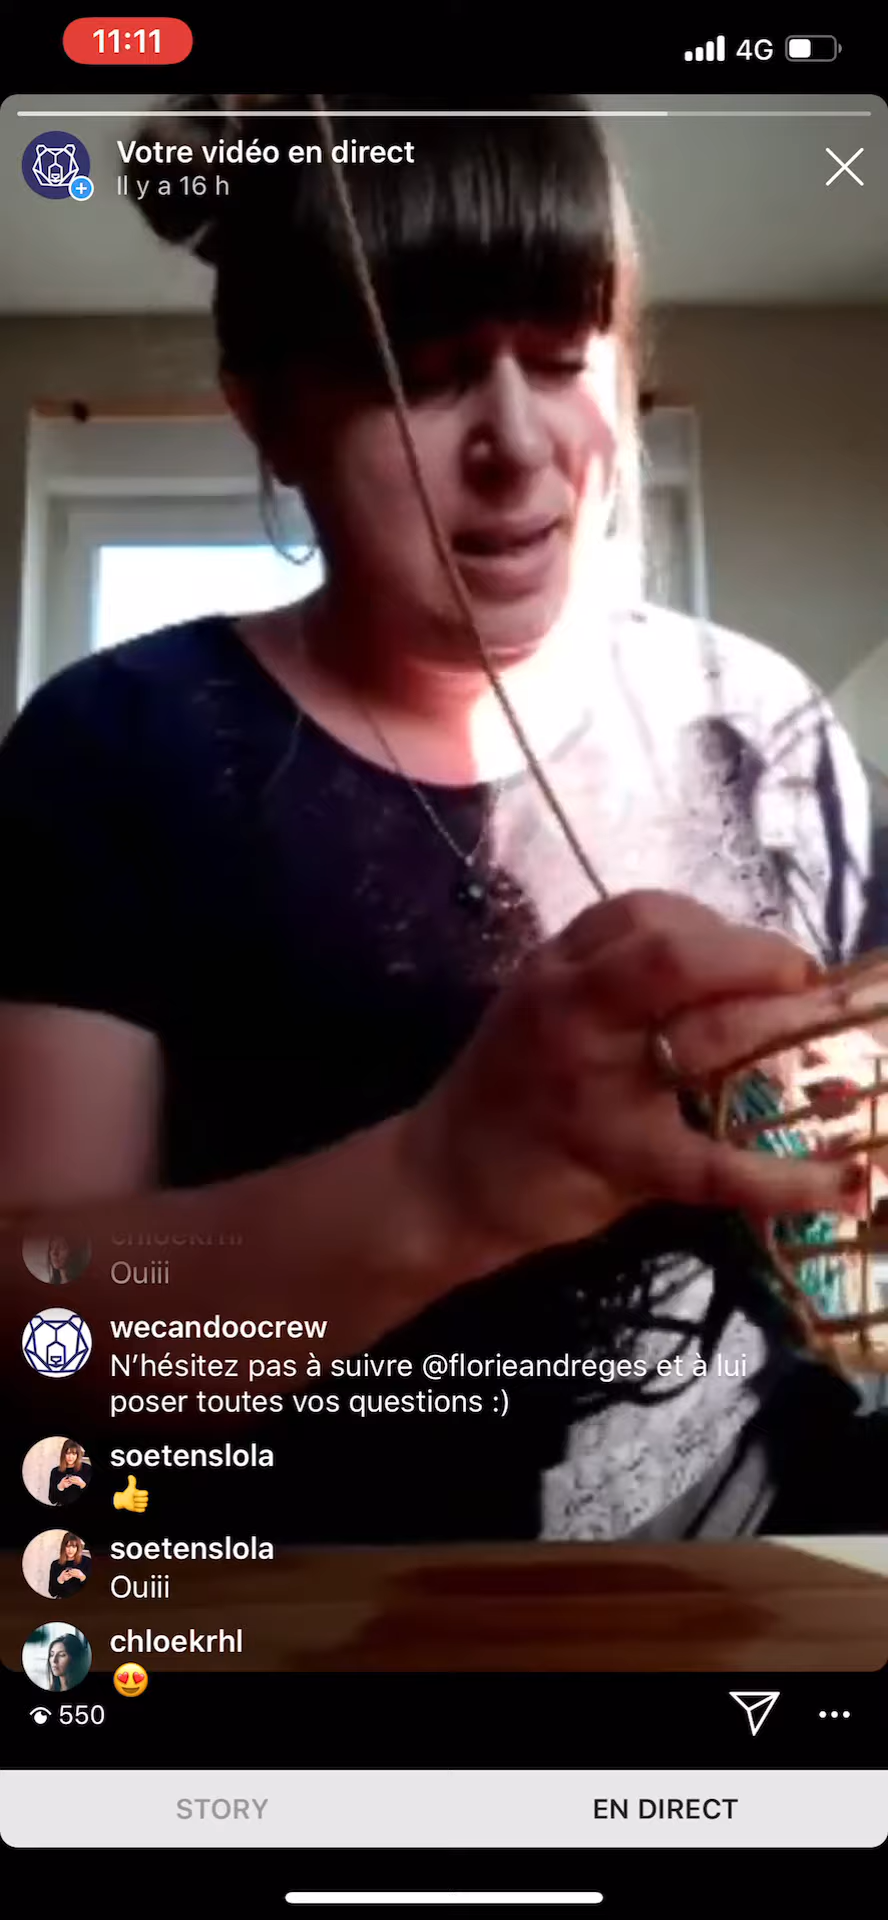 11:11
4G
Votre vidéo en direct
Il y a 16 h
chloekrhl
Ouiii
wecandoocrew
N’hésitez pas à suivre @florieandreges et à lui
poser toutes vos questions :)
soetenslola
👍
soetenslola
Ouiii
chloekrhl
😍
550
STORY
EN DIRECT